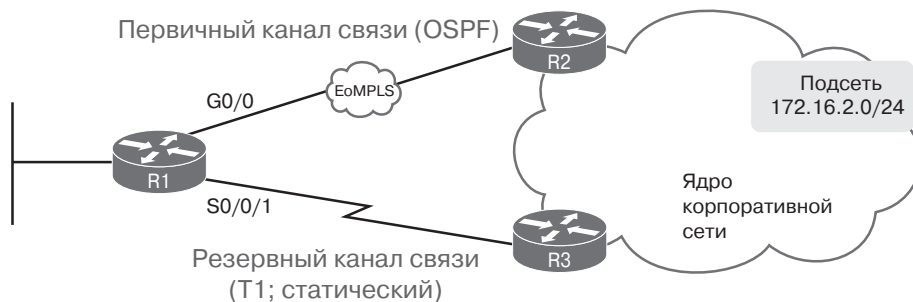 Первичный канал связи (OSPF)
R2
EoMPLS
Подсеть
172.16.2.0/24
G0/0
R1
S0/0/1
Ядро
корпоративной
сети
R3
Резервный канал связи
(T1; статический)